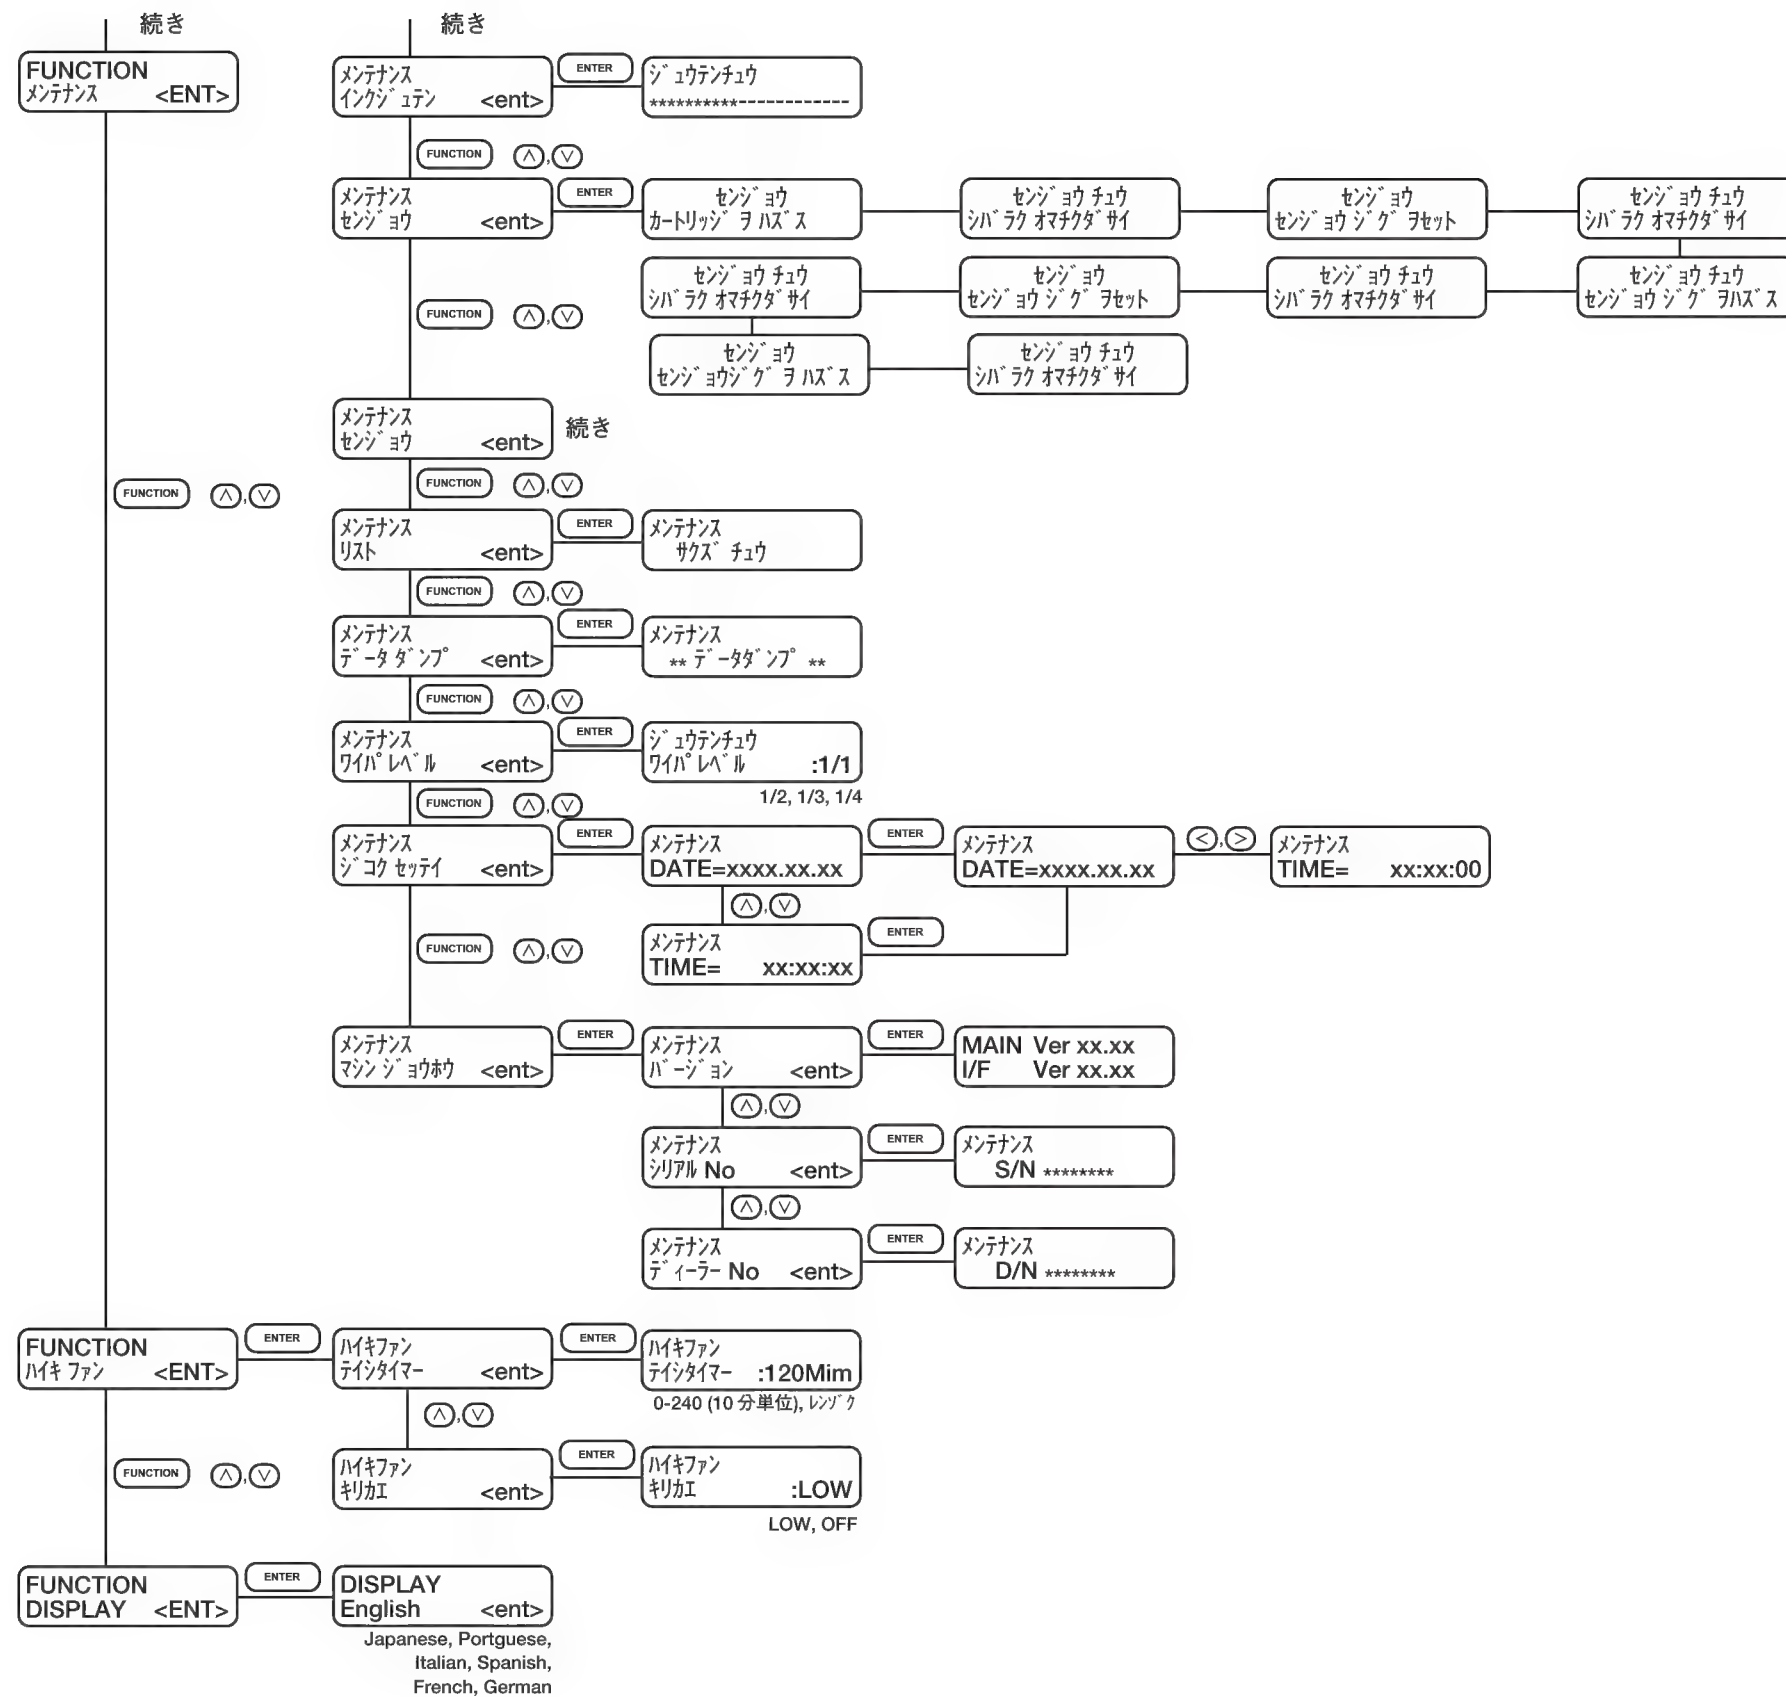 続き
続き
FUNCTION
メンテナンス <ENT>
メンテナンス
インクジュテン <ent>
ENTER
ジュウテンチュウ
**********------------
FUNCTION ∧,∨
メンテナンス
センジョウ <ent>
ENTER
センジョウ
カートリッジ ヲ ハズス
センジョウ チュウ
シバラク オマチクダサイ
センジョウ
センジョウ ジグ ヲセット
センジョウ チュウ
シバラク オマチクダサイ
センジョウ チュウ
シバラク オマチクダサイ
センジョウ
センジョウ ジグ ヲセット
センジョウ チュウ
シバラク オマチクダサイ
センジョウ チュウ
センジョウ ジグ ヲハズス
FUNCTION ∧,∨
センジョウ
センジョウジグ ヲ ハズス
センジョウ チュウ
シバラク オマチクダサイ
メンテナンス
センジョウ <ent>
続き
FUNCTION ∧,∨
FUNCTION ∧,∨
メンテナンス
リスト <ent>
ENTER
メンテナンス
サクズ チュウ
FUNCTION ∧,∨
メンテナンス
データ ダンプ <ent>
ENTER
メンテナンス
** データダンプ **
FUNCTION ∧,∨
メンテナンス
ワイパ レベル <ent>
ENTER
ジュウテンチュウ
ワイパ レベル :1/1
1/2, 1/3, 1/4
FUNCTION ∧,∨
メンテナンス
ジコク セッテイ <ent>
ENTER
メンテナンス
DATE=xxxx.xx.xx
ENTER
メンテナンス
DATE=xxxx.xx.xx
<,>
メンテナンス
TIME= xx:xx:00
∧,∨
FUNCTION ∧,∨
メンテナンス
TIME= xx:xx:xx
ENTER
メンテナンス
マシン ジョウホウ <ent>
ENTER
メンテナンス
バージョン <ent>
ENTER
MAIN Ver xx.xx
I/F Ver xx.xx
∧,∨
メンテナンス
シリアル No <ent>
ENTER
メンテナンス
S/N ********
∧,∨
メンテナンス
ディーラー No <ent>
ENTER
メンテナンス
D/N ********
FUNCTION
ハイキ ファン <ENT>
ENTER
ハイキファン
テイシタイマー <ent>
ENTER
ハイキファン
テイシタイマー :120Mim
0-240 (10 分単位), レンゾク
∧,∨
FUNCTION ∧,∨
ハイキファン
キリカエ <ent>
ENTER
ハイキファン
キリカエ :LOW
LOW, OFF
FUNCTION
DISPLAY <ENT>
ENTER
DISPLAY
English <ent>
Japanese, Portguese,
Italian, Spanish,
French, German